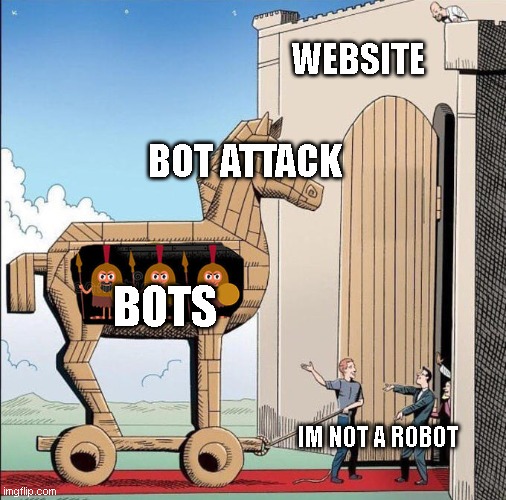 WEBSITE
BOT ATTACK
BOTS
IM NOT A ROBOT
imgflip.com